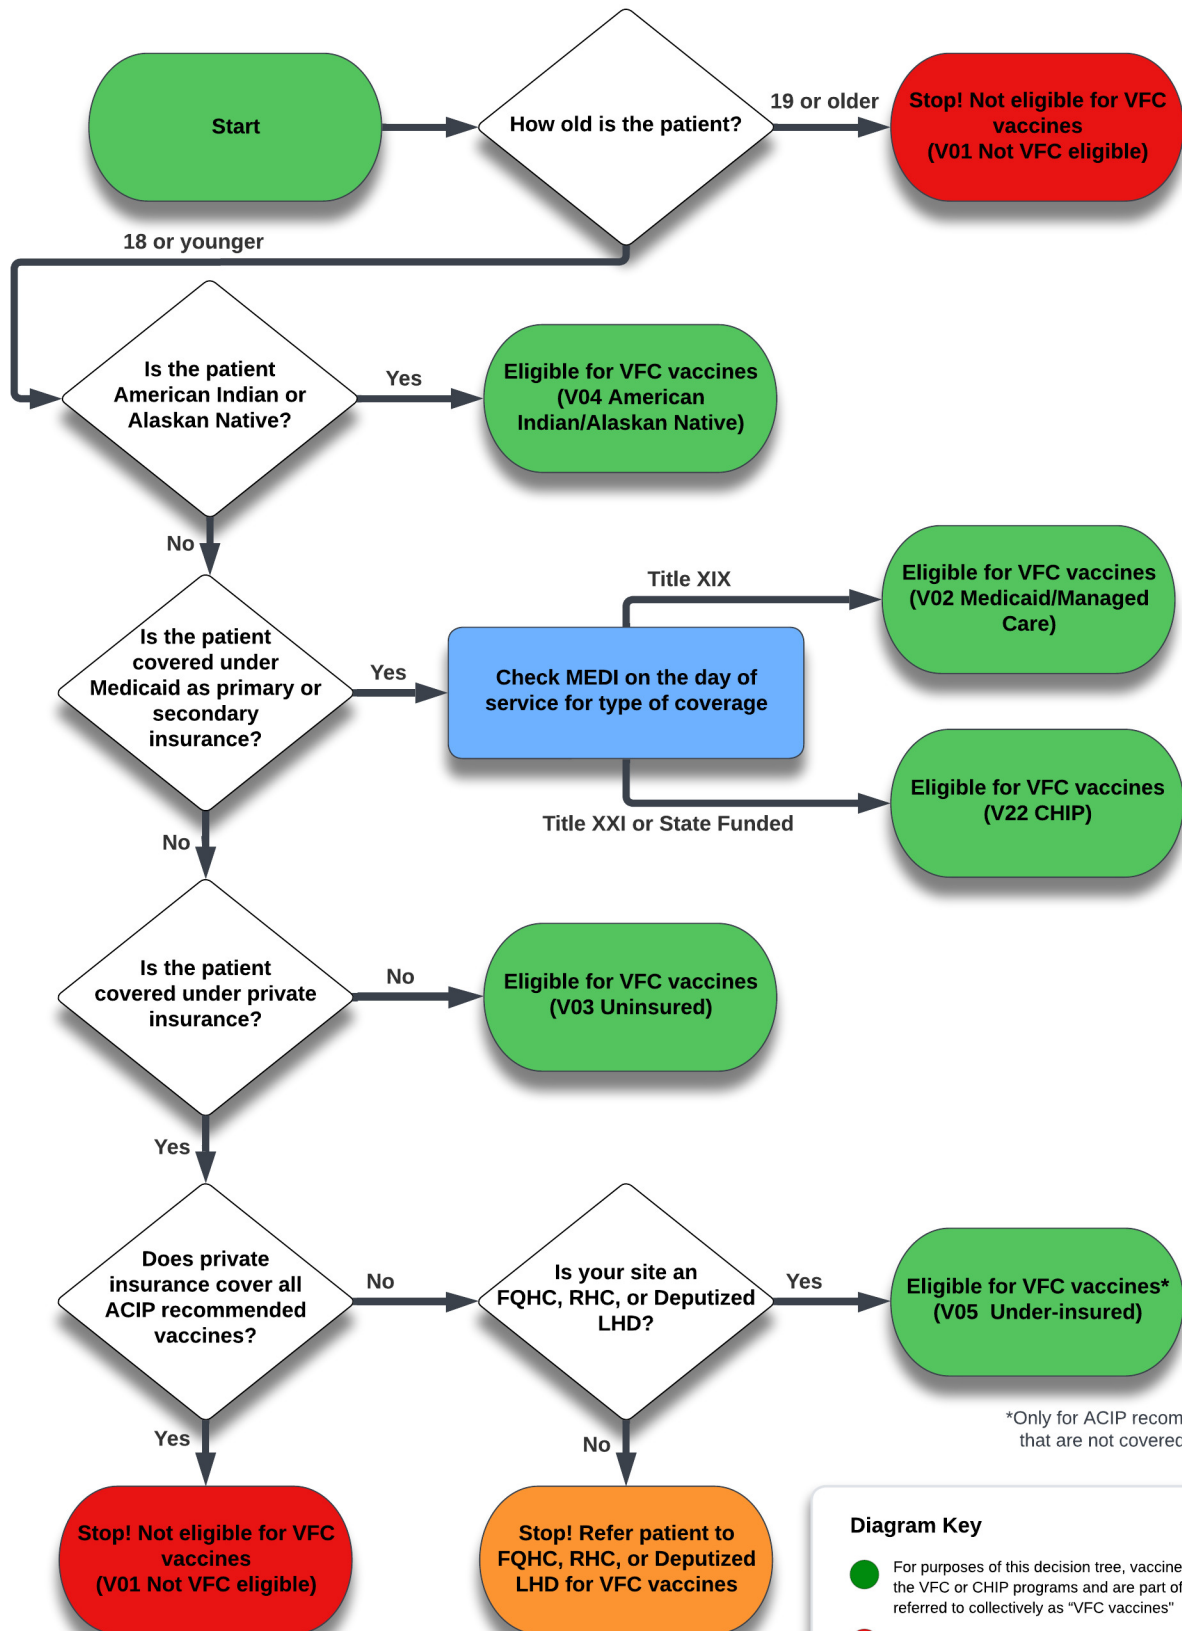 Start
How old is the patient?
19 or older
Stop! Not eligible for VFC
vaccines
(V01 Not VFC eligible)
18 or younger
Is the patient
American Indian or
Alaskan Native?
Yes
Eligible for VFC vaccines
(V04 American
Indian/Alaskan Native)
No
Is the patient
covered under
Medicaid as primary or
secondary
insurance?
Yes
Check MEDI on the day of
service for type of coverage
Title XIX
Eligible for VFC vaccines
(V02 Medicaid/Managed
Care)
Title XXI or State Funded
Eligible for VFC vaccines
(V22 CHIP)
No
Is the patient
covered under private
insurance?
No
Eligible for VFC vaccines
(V03 Uninsured)
Yes
Does private
insurance cover all
ACIP recommended
vaccines?
No
Is your site an
FQHC, RHC, or Deputized
LHD?
Yes
Eligible for VFC vaccines*
(V05 Under-insured)
*Only for ACIP recom
that are not covered
Yes
Stop! Not eligible for VFC
vaccines
(V01 Not VFC eligible)
No
Stop! Refer patient to
FQHC, RHC, or Deputized
LHD for VFC vaccines
Diagram Key
For purposes of this decision tree, vaccine
the VFC or CHIP programs and are part of
referred to collectively as “VFC vaccines"